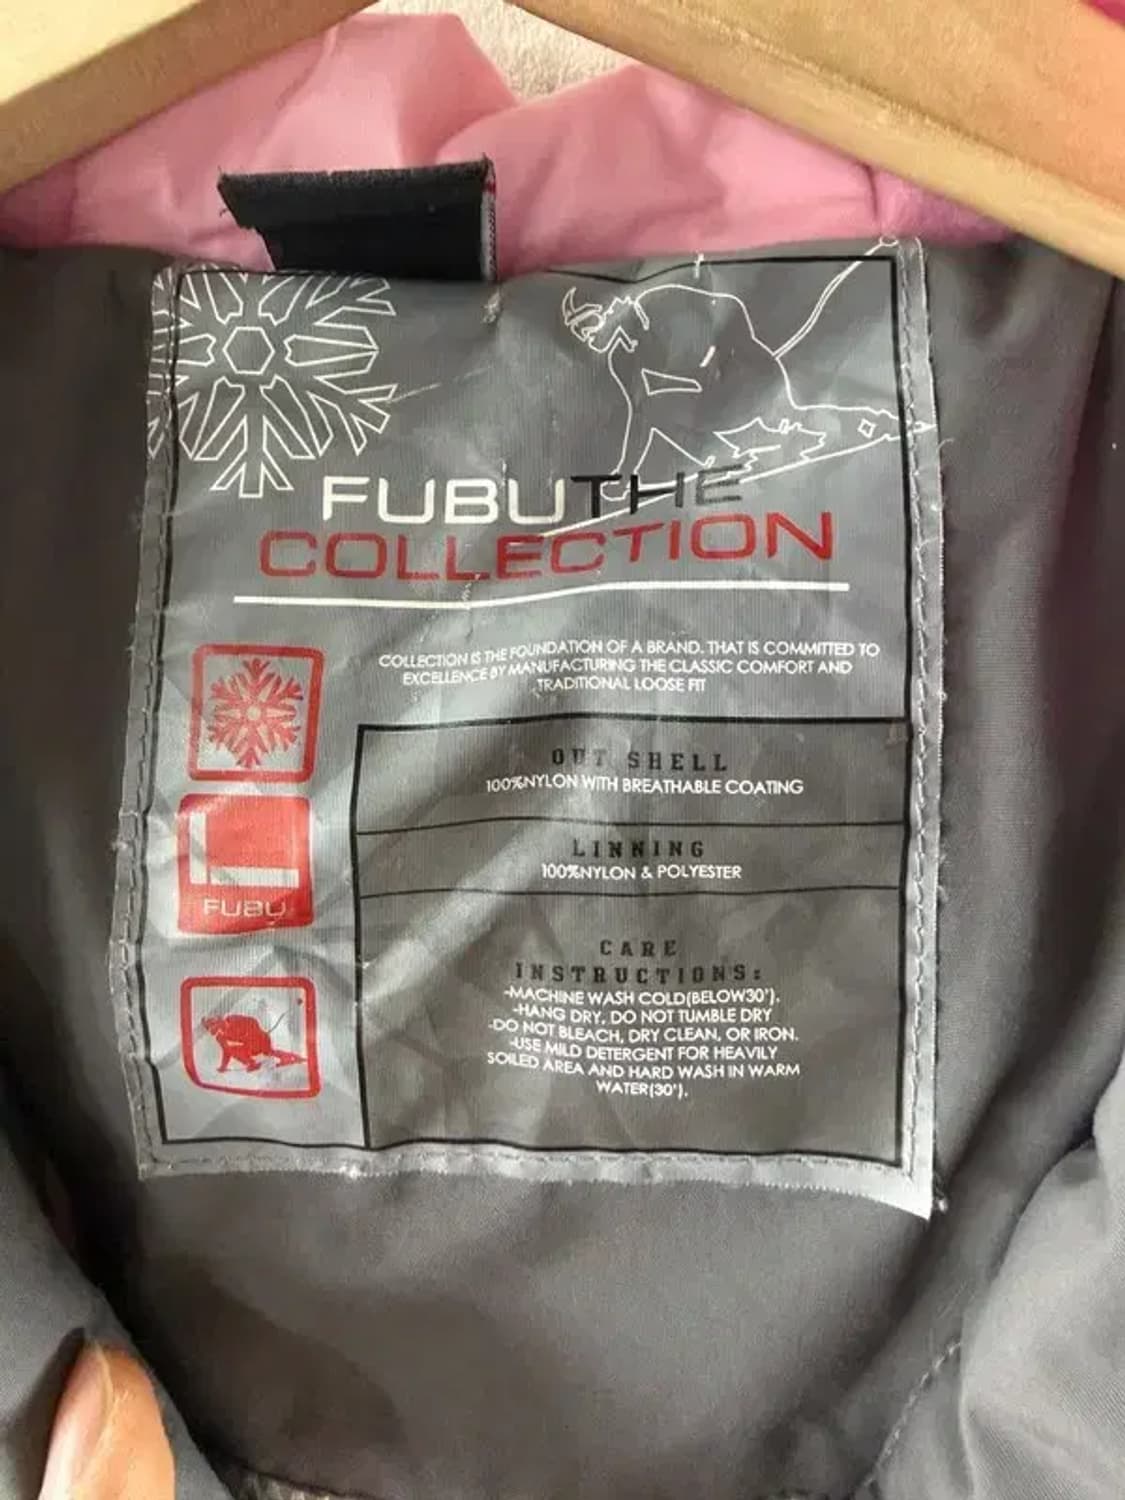 FUBUTHE
COLLECTION
COLLECTION IS THE FOUNDATION OF A BRAND. THAT IS COMMITTED TO
EXCELLENCE BY MANUFACTURING THE CLASSIC COMFORT AND
TRADITIONAL LOOSE FIT
OUT SHELL
100%NYLON WITH BREATHABLE COATING
LINNING
100%NYLON & POLYESTER
L
FUBU
CARE
INSTRUCTIONS:
-MACHINE WASH COLD(BELOW30°).
-HANG DRY, DO NOT TUMBLE DRY
-DO NOT BLEACH, DRY CLEAN, OR IRON.
-USE MILD DETERGENT FOR HEAVILY
SOILED AREA AND HARD WASH IN WARM
WATER(30°).